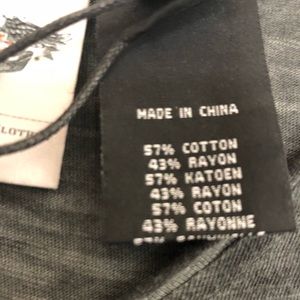 MADE IN CHINA
57% COTTON
43% RAYON
57% KATOEN
43% RAYON
57% COTON
43% RAYONNE